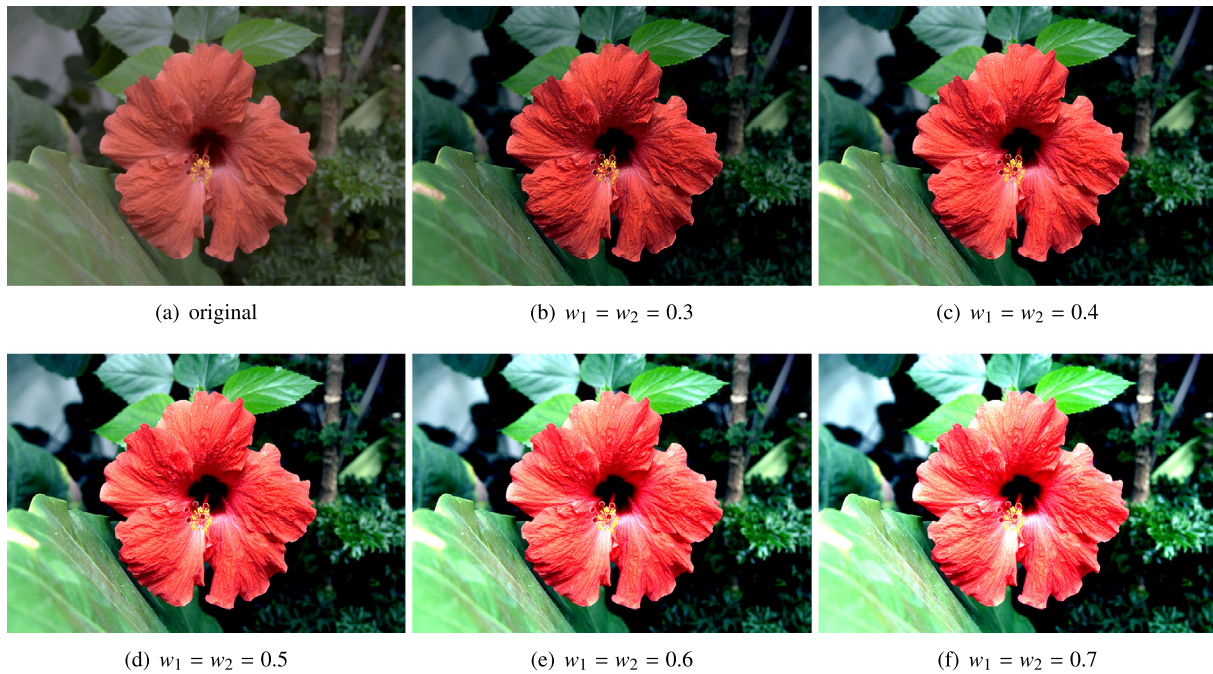 (a) original
(b) w₁ = w₂ = 0.3
(c) w₁ = w₂ = 0.4
(d) w₁ = w₂ = 0.5
(e) w₁ = w₂ = 0.6
(f) w₁ = w₂ = 0.7